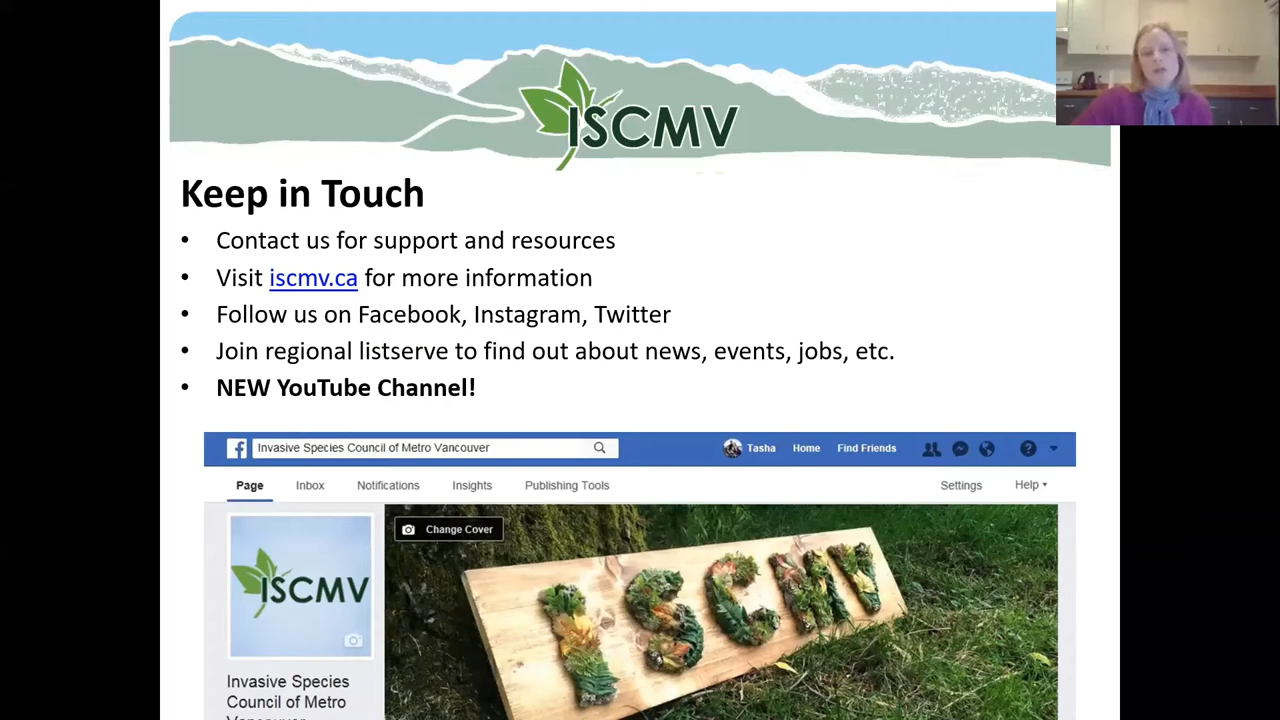 ISCMV
Keep in Touch
• Contact us for support and resources
• Visit iscmv.ca for more information
• Follow us on Facebook, Instagram, Twitter
• Join regional listserve to find out about news, events, jobs, etc.
• NEW YouTube Channel!
f Invasive Species Council of Metro Vancouver Tasha Home Find Friends ?
Page Inbox Notifications Insights Publishing Tools Settings Help
Change Cover
ISCMV
ISCMV
Invasive Species
Council of Metro
Vancouver